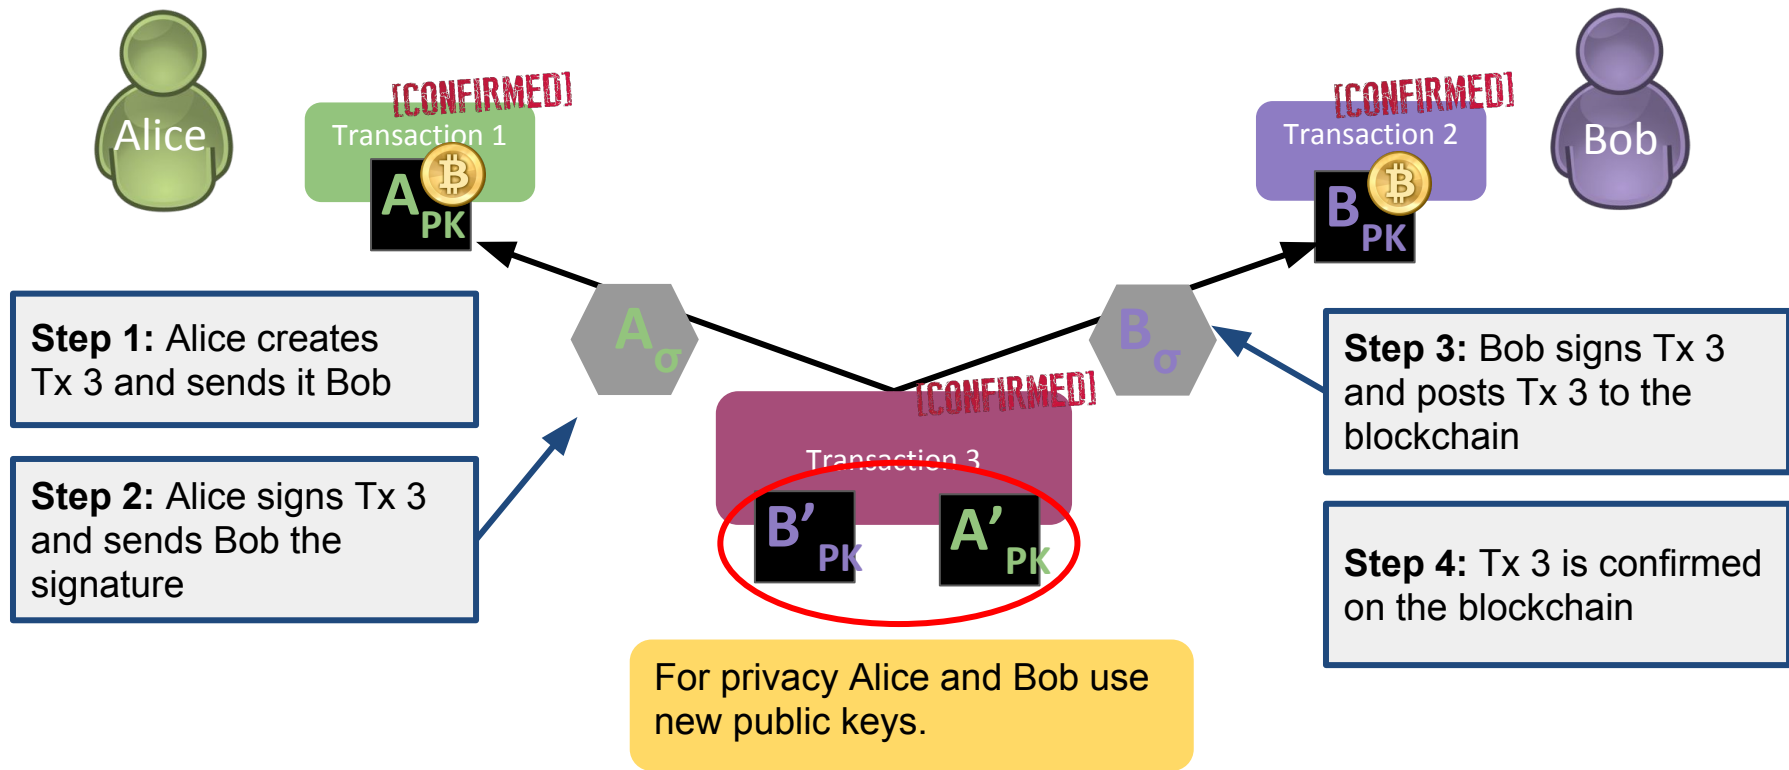 Alice
[CONFIRMED]
Transaction 1
A PK
[CONFIRMED]
Transaction 2
B PK
Bob
Step 1: Alice creates
Tx 3 and sends it Bob
Step 2: Alice signs Tx 3
and sends Bob the
signature
Aσ
Bσ
[CONFIRMED]
Transaction 3
B’ PK
A’ PK
Step 3: Bob signs Tx 3
and posts Tx 3 to the
blockchain
Step 4: Tx 3 is confirmed
on the blockchain
For privacy Alice and Bob use
new public keys.